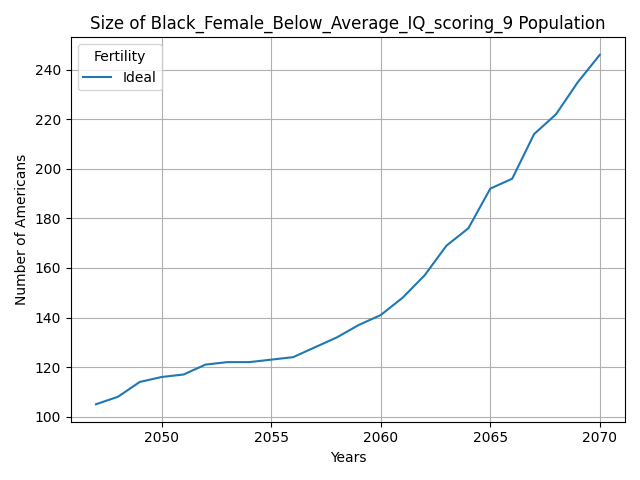 Size of Black_Female_Below_Average_IQ_scoring_9 Population
Fertility
Ideal
Number of Americans
240
220
200
180
160
140
120
100
2050 2055 2060 2065 2070
Years